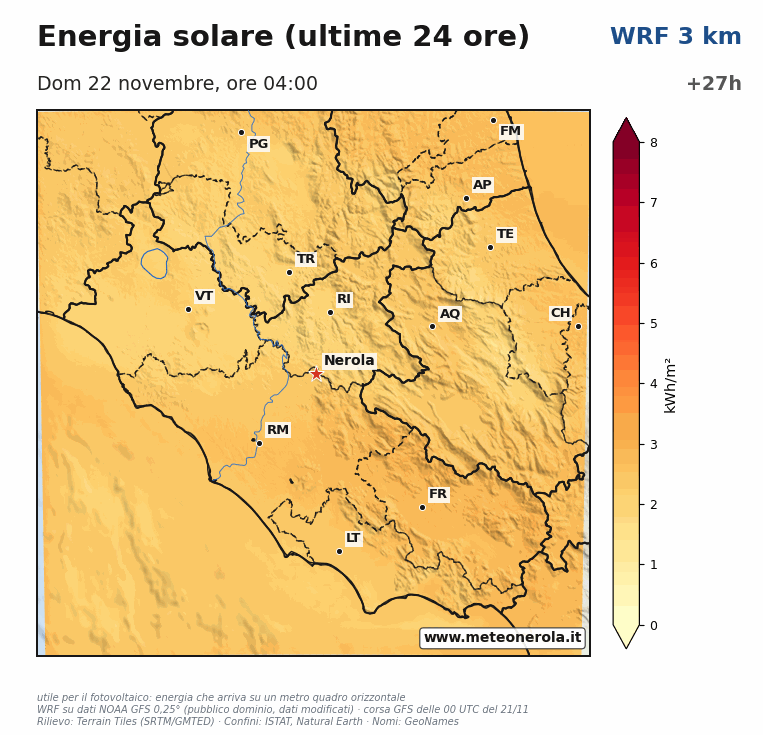 Energia solare (ultime 24 ore)
WRF 3 km
Dom 22 novembre, ore 04:00
+27h
FM
PG
AP
TE
TR
VT
RI
AQ
CH
Nerola
RM
FR
LT
www.meteonerola.it
8
7
6
5
4
3
2
1
0
kWh/m²
utile per il fotovoltaico: energia che arriva su un metro quadro orizzontale
WRF su dati NOAA GFS 0,25° (pubblico dominio, dati modificati) · corsa GFS delle 00 UTC del 21/11
Rilievo: Terrain Tiles (SRTM/GMTED) · Confini: ISTAT, Natural Earth · Nomi: GeoNames